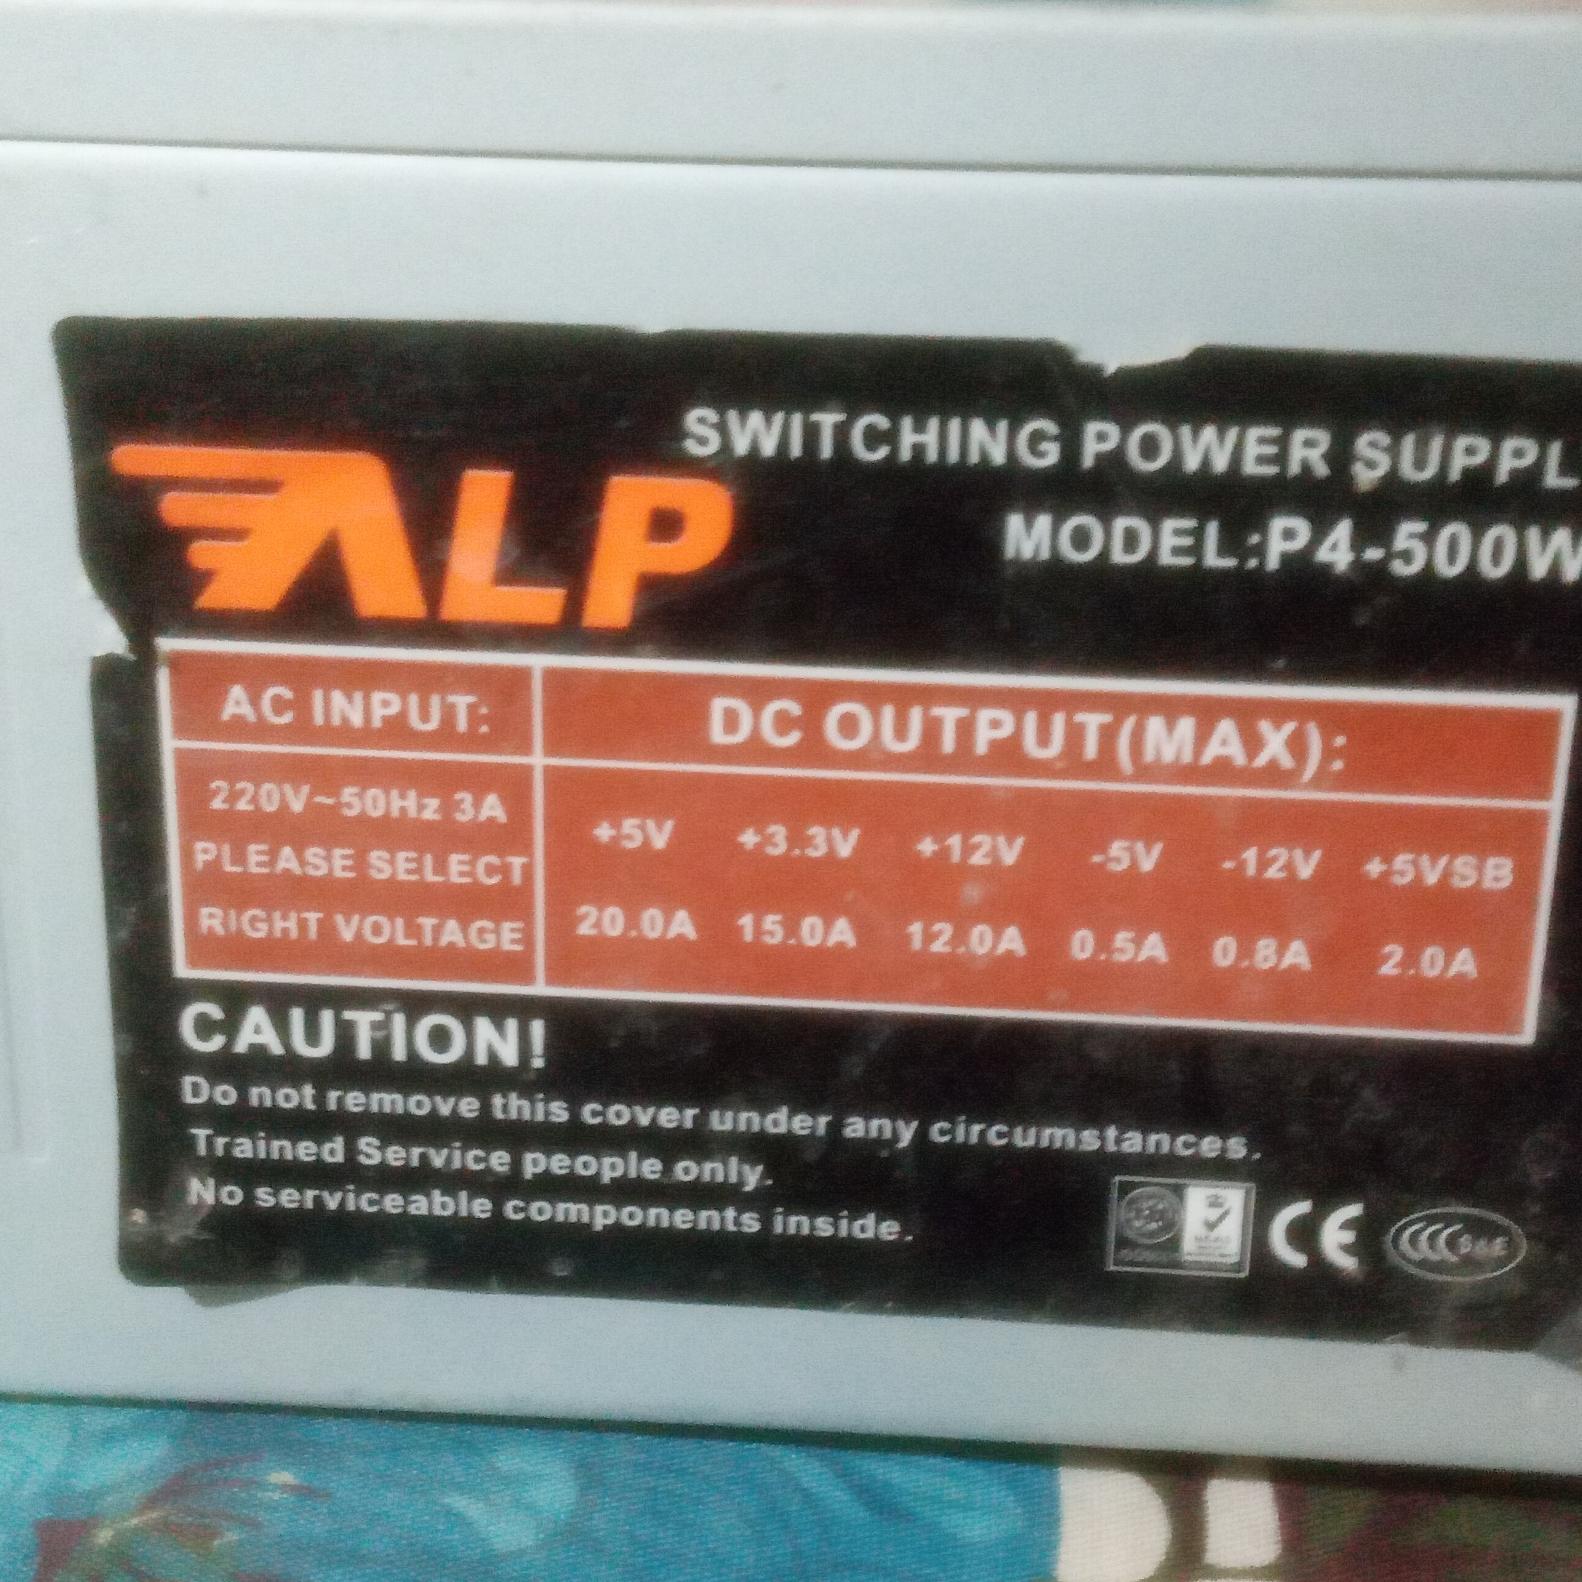 SWITCHING POWER SUPPL
ALP
MODEL:P4-500W
AC INPUT:
220V~50Hz 3A
PLEASE SELECT
RIGHT VOLTAGE
DC OUTPUT(MAX):
+5V +3.3V +12V -5V -12V +5VSB
20.0A 15.0A 12.0A 0.5A 0.8A 2.0A
CAUTION!
Do not remove this cover under any circumstances.
Trained Service people only.
No serviceable components inside.
CE